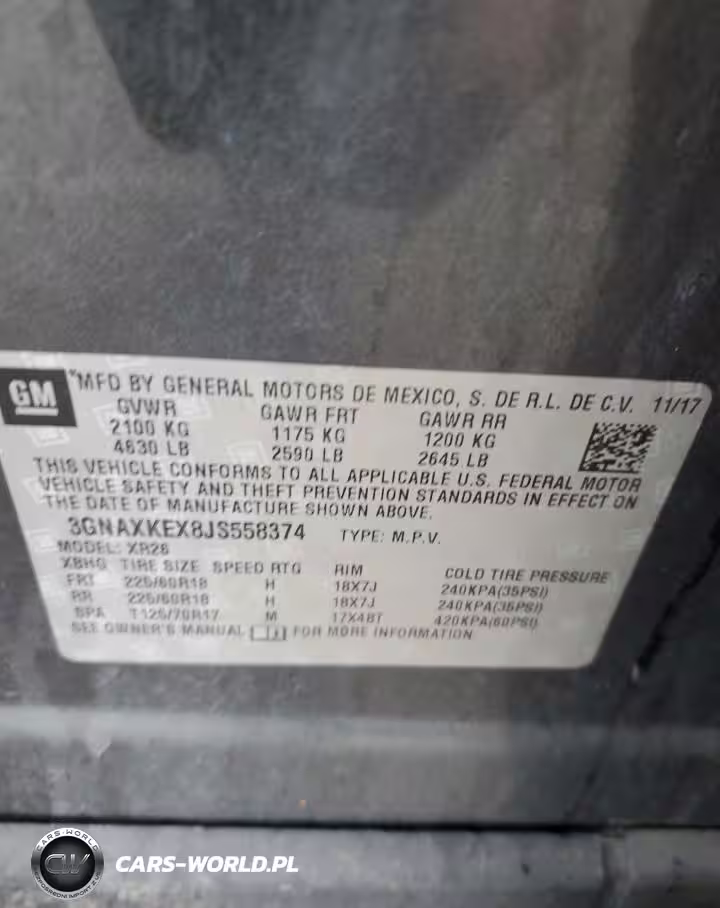 GM
*MFD BY GENERAL MOTORS DE MEXICO, S. DE R.L. DE C.V. 11/17
GVWR GAWR FRT GAWR RR
2100 KG 1175 KG 1200 KG
4630 LB 2590 LB 2645 LB
THIS VEHICLE CONFORMS TO ALL APPLICABLE U.S. FEDERAL MOTOR
VEHICLE SAFETY AND THEFT PREVENTION STANDARDS IN EFFECT ON
THE DATE OF MANUFACTURE SHOWN ABOVE.
3GNAXKEX8JS558374 TYPE: M.P.V.
MODEL: XR26
XBHG TIRE SIZE SPEED RTG RIM COLD TIRE PRESSURE
FRT 225/60R18 H 18X7J 240KPA(35PSI)
RR 225/60R18 H 18X7J 240KPA(35PSI)
SPA T125/70R17 M 17X4BT 420KPA(60PSI)
SEE OWNER'S MANUAL FOR MORE INFORMATION
CARS-WORLD
CW
CARS-WORLD.PL